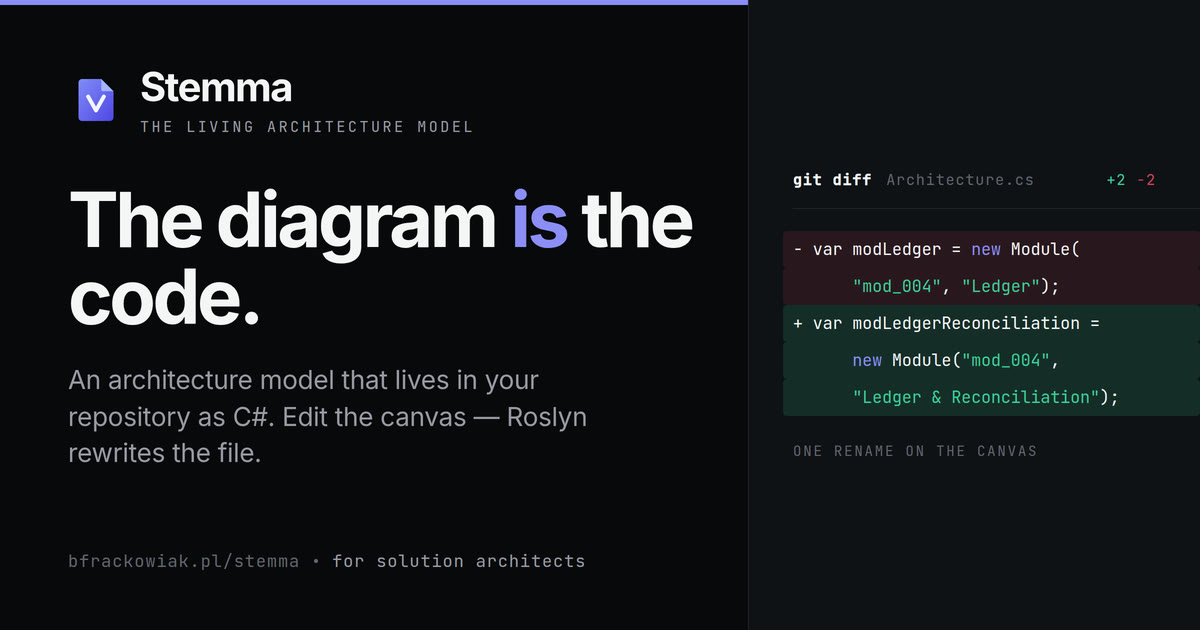 Stemma
THE LIVING ARCHITECTURE MODEL
The diagram is the
code.
An architecture model that lives in your
repository as C#. Edit the canvas — Roslyn
rewrites the file.
bfrackowiak.pl/stemma • for solution architects
git diff Architecture.cs +2 -2
- var modLedger = new Module(
"mod_004", "Ledger");
+ var modLedgerReconciliation =
new Module("mod_004",
"Ledger & Reconciliation");
ONE RENAME ON THE CANVAS